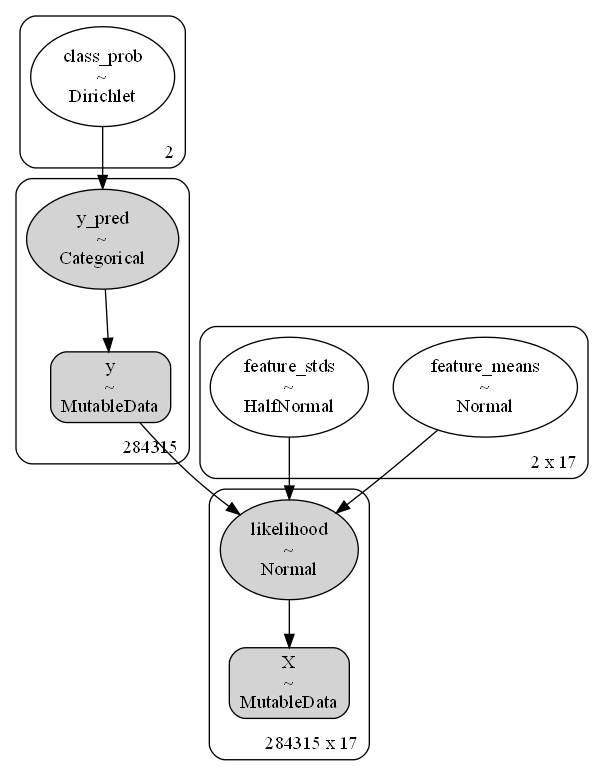 class_prob
~
Dirichlet
2
y_pred
~
Categorical
y
~
MutableData
284315
feature_stds
~
HalfNormal
feature_means
~
Normal
2 x 17
likelihood
~
Normal
X
~
MutableData
284315 x 17